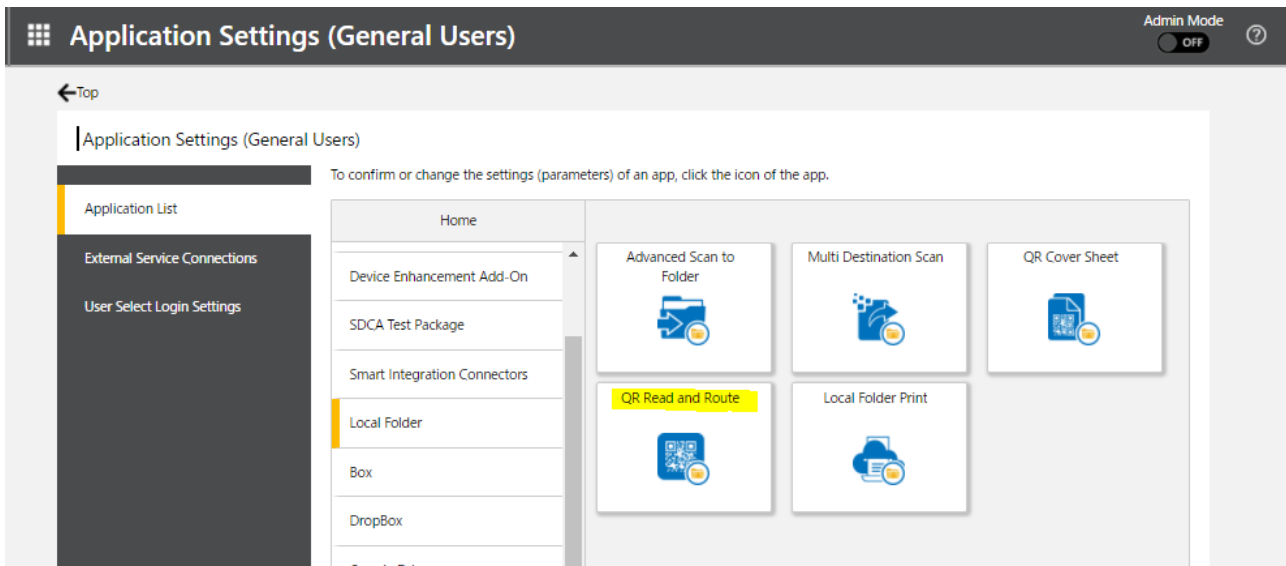 Application Settings (General Users)
Admin Mode
OFF
Top
Application Settings (General Users)
To confirm or change the settings (parameters) of an app, click the icon of the app.
Application List
External Service Connections
User Select Login Settings
Home
Device Enhancement Add-On
SDCA Test Package
Smart Integration Connectors
Local Folder
Box
DropBox
Advanced Scan to
Folder
Multi Destination Scan
QR Cover Sheet
QR Read and Route
Local Folder Print